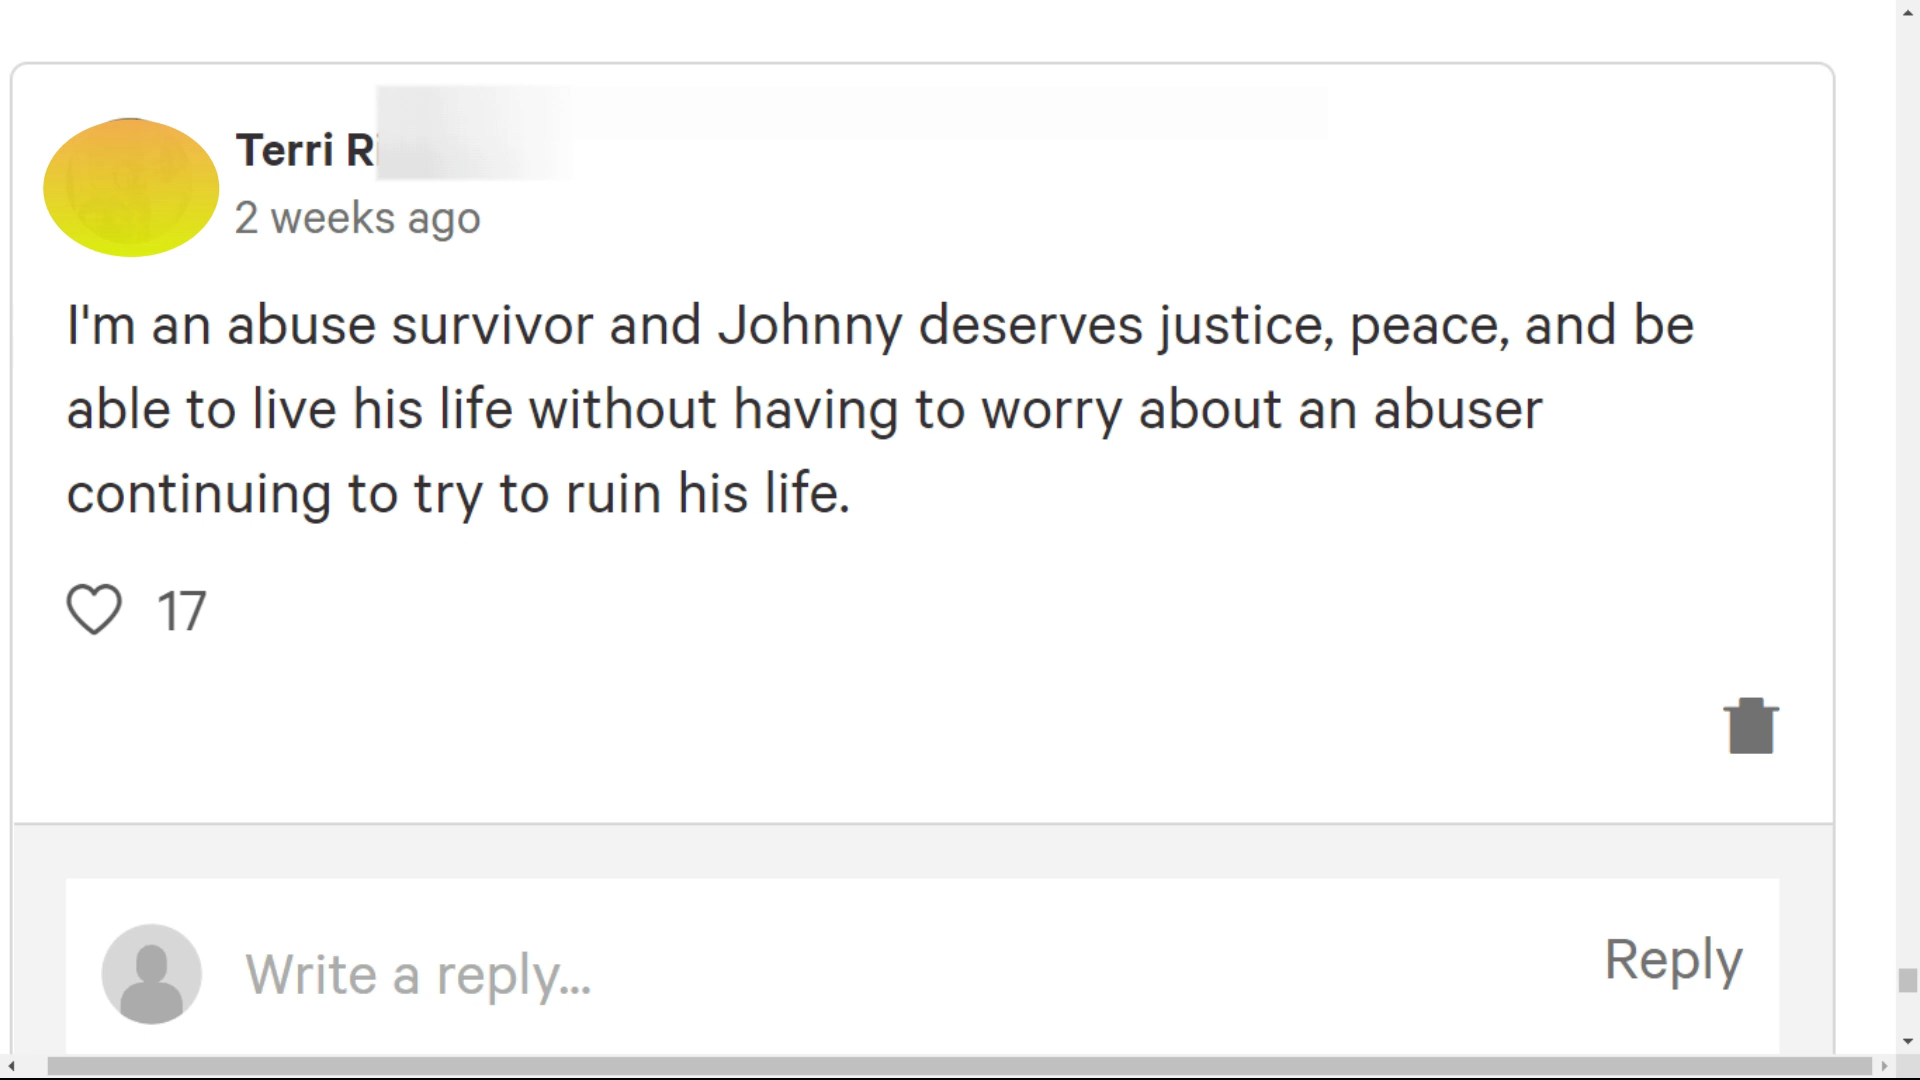 Terri
2 weeks ago
I'm an abuse survivor and Johnny deserves justice, peace, and be
able to live his life without having to worry about an abuser
continuing to try to ruin his life.
17
Write a reply...
Reply